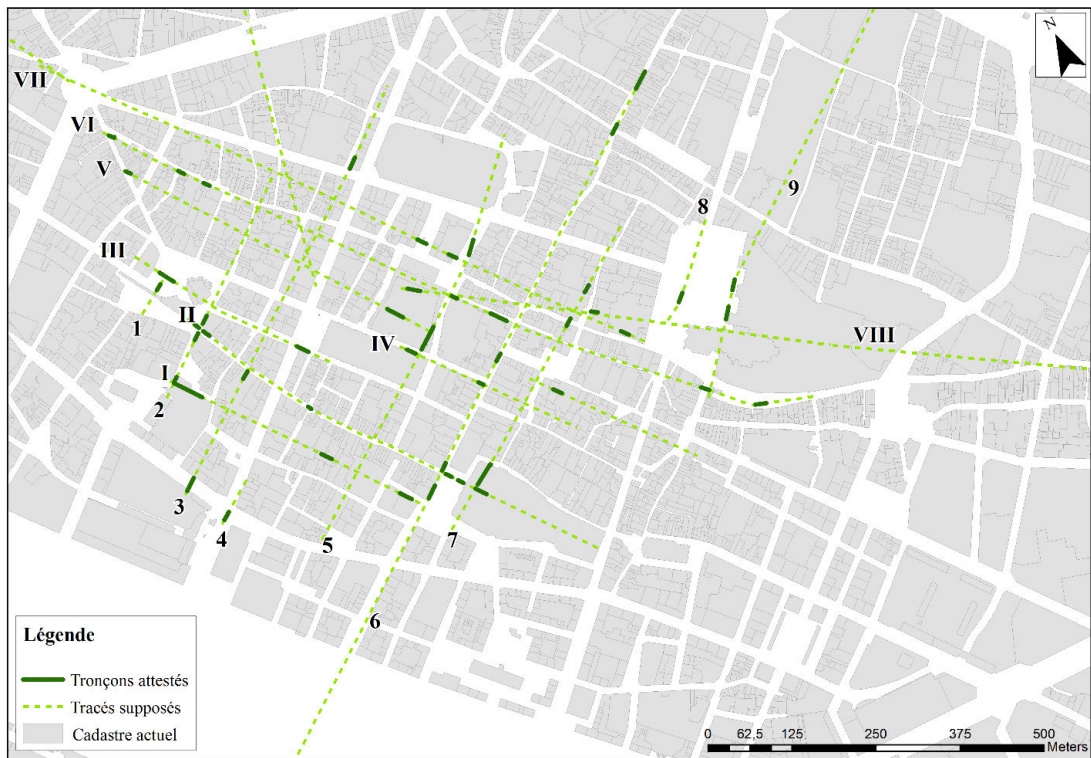 N
VII
VI
V
9
8
III
1
II
IV
VIII
I
2
3
4
5
7
6
Légende
Tronçons attestés
Tracés supposés
Cadastre actuel
0 62,5 125 250 375 500
Meters